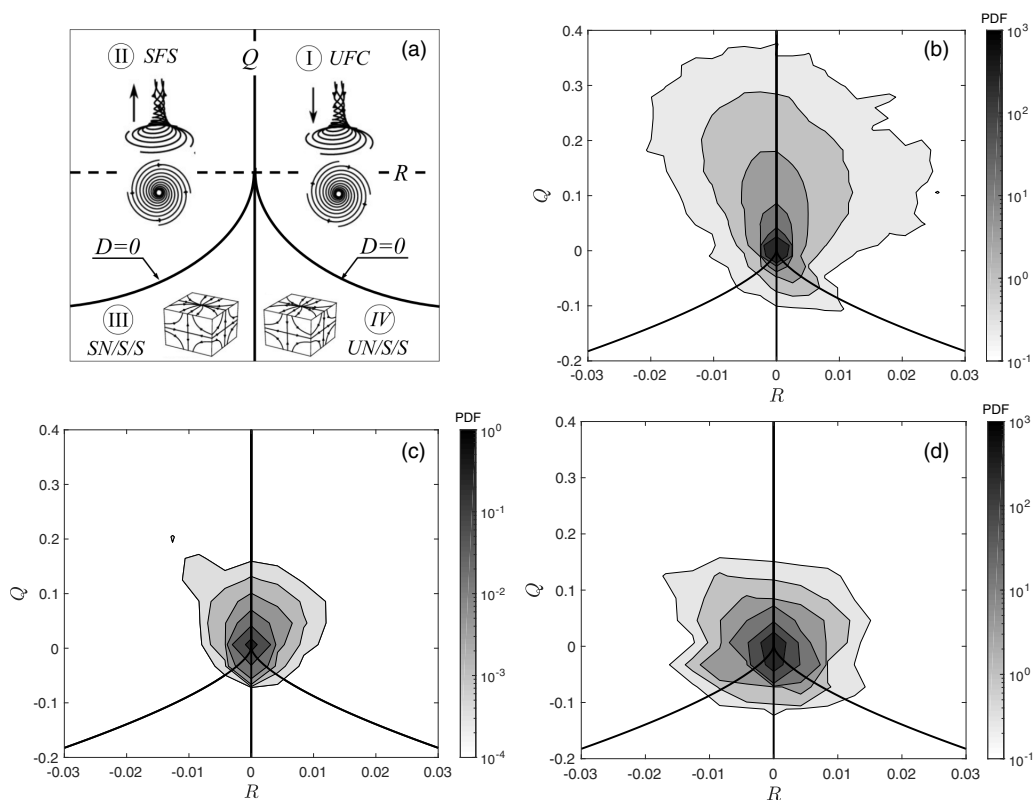 (a)
II SFS
Q
I UFC
R
D=0
D=0
III
SN/S/S
IV
UN/S/S
(b)
PDF
0.4
0.3
0.2
0.1
0
-0.1
-0.2
Q
-0.03 -0.02 -0.01 0 0.01 0.02 0.03
R
10^3
10^2
10^1
10^0
10^-1
(c)
PDF
0.4
0.3
0.2
0.1
0
-0.1
-0.2
Q
-0.03 -0.02 -0.01 0 0.01 0.02 0.03
R
10^0
10^-1
10^-2
10^-3
10^-4
(d)
PDF
0.4
0.3
0.2
0.1
0
-0.1
-0.2
Q
-0.03 -0.02 -0.01 0 0.01 0.02 0.03
R
10^3
10^2
10^1
10^0
10^-1